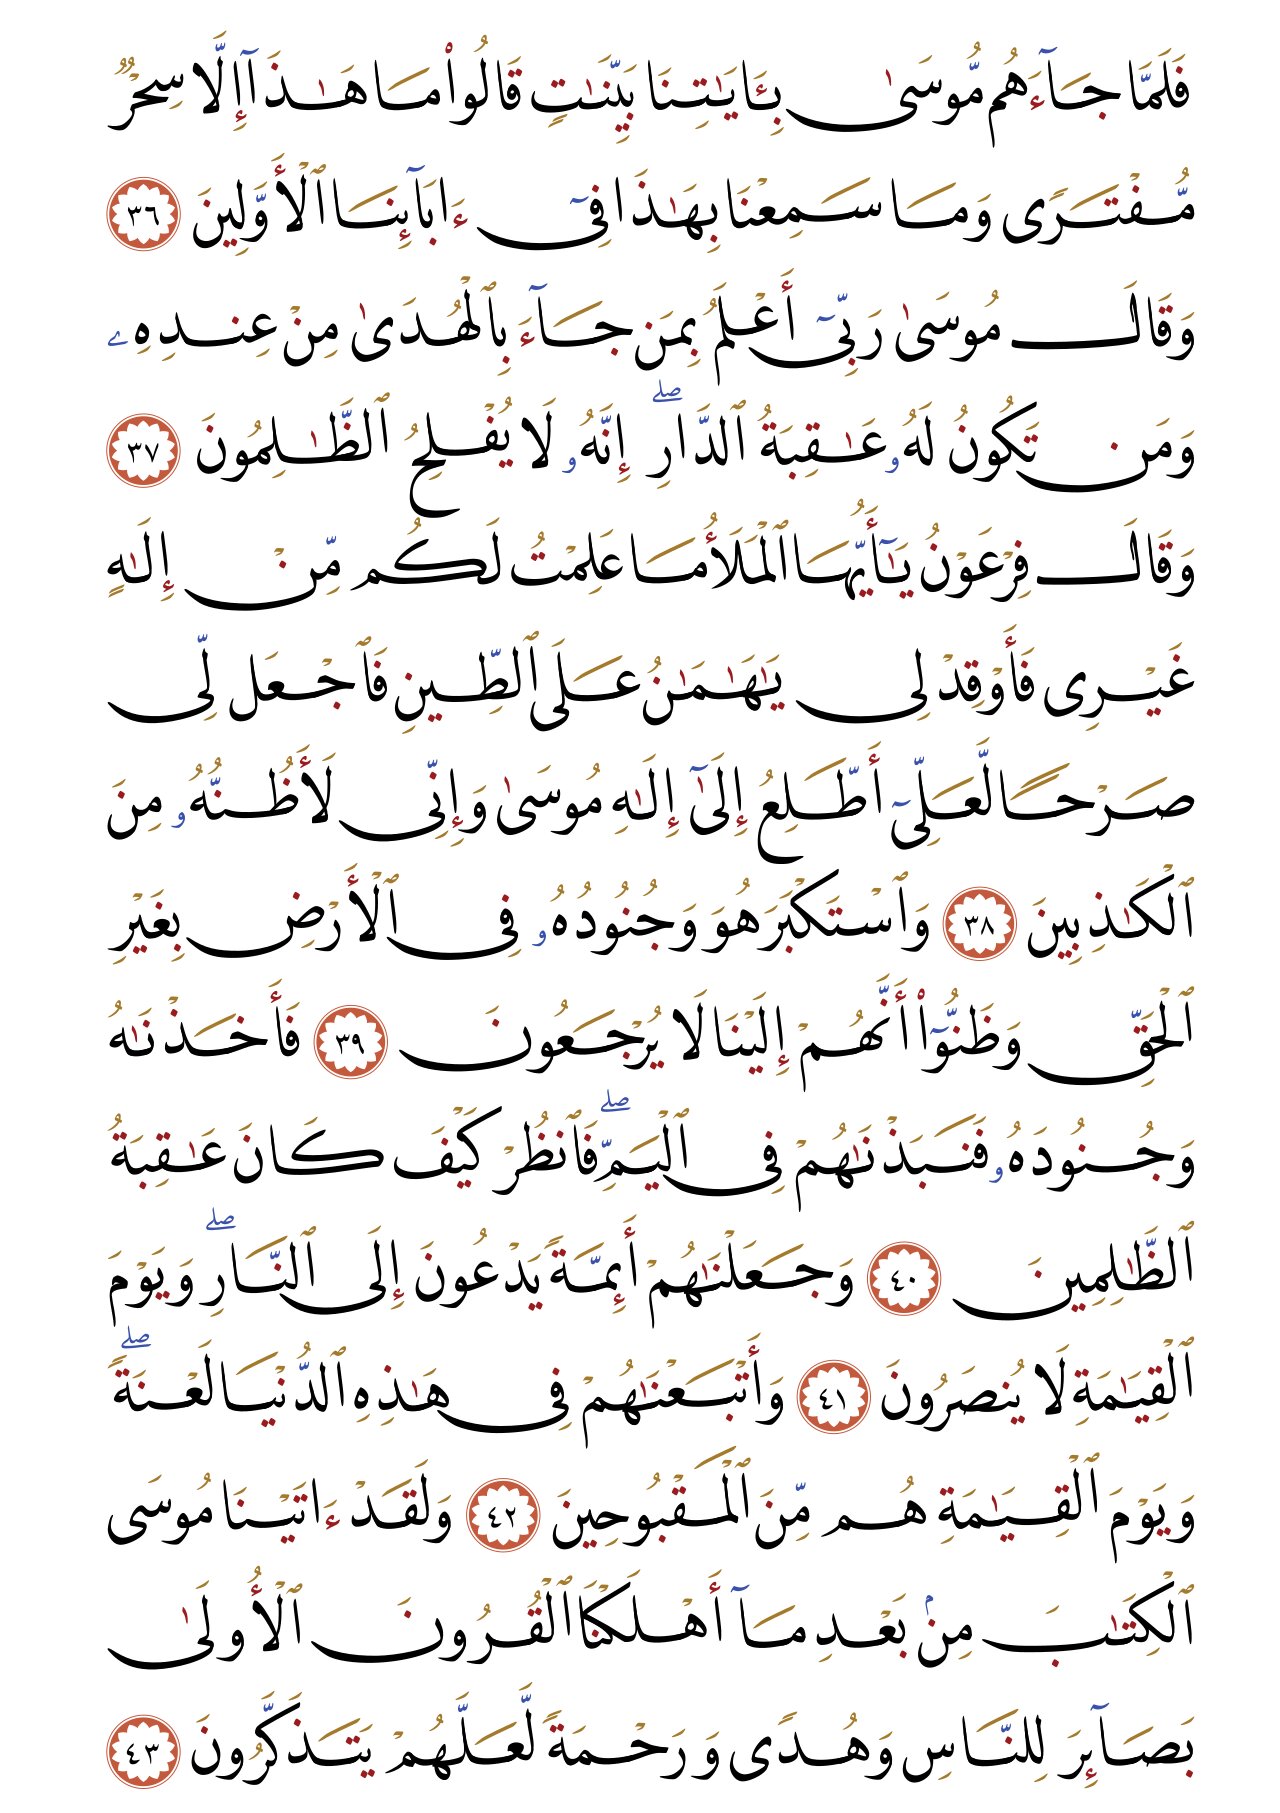 فَلَمَّا جَآءَهُم مُّوسَىٰ بِـَٔايَـٰتِنَا بَيِّنَـٰتٍ قَالُوا۟ مَا هَـٰذَآ إِلَّا سِحْرٌ
مُّفْتَرًى وَمَا سَمِعْنَا بِهَـٰذَا فِىٓ ءَابَآئِنَا ٱلْأَوَّلِينَ ٣٦
وَقَالَ مُوسَىٰ رَبِّىٓ أَعْلَمُ بِمَن جَآءَ بِٱلْهُدَىٰ مِنْ عِندِهِۦ
وَمَن تَكُونُ لَهُۥ عَـٰقِبَةُ ٱلدَّارِ ۖ إِنَّهُۥ لَا يُفْلِحُ ٱلظَّـٰلِمُونَ ٣٧
وَقَالَ فِرْعَوْنُ يَـٰٓأَيُّهَا ٱلْمَلَأُ مَا عَلِمْتُ لَكُم مِّنْ إِلَـٰهٍ
غَيْرِى فَأَوْقِدْ لِى يَـٰهَـٰمَـٰنُ عَلَى ٱلطِّينِ فَٱجْعَل لِّى
صَرْحًا لَّعَلِّىٓ أَطَّلِعُ إِلَىٰٓ إِلَـٰهِ مُوسَىٰ وَإِنِّى لَأَظُنُّهُۥ مِنَ
ٱلْكَـٰذِبِينَ ٣٨ وَٱسْتَكْبَرَ هُوَ وَجُنُودُهُۥ فِى ٱلْأَرْضِ بِغَيْرِ
ٱلْحَقِّ وَظَنُّوٓا۟ أَنَّهُمْ إِلَيْنَا لَا يُرْجَعُونَ ٣٩ فَأَخَذْنَـٰهُ
وَجُنُودَهُۥ فَنَبَذْنَـٰهُمْ فِى ٱلْيَمِّ ۖ فَٱنظُرْ كَيْفَ كَانَ عَـٰقِبَةُ
ٱلظَّـٰلِمِينَ ٤٠ وَجَعَلْنَـٰهُمْ أَئِمَّةً يَدْعُونَ إِلَى ٱلنَّارِ ۖ وَيَوْمَ
ٱلْقِيَـٰمَةِ لَا يُنصَرُونَ ٤١ وَأَتْبَعْنَـٰهُمْ فِى هَـٰذِهِ ٱلدُّنْيَا لَعْنَةً ۖ
وَيَوْمَ ٱلْقِيَـٰمَةِ هُم مِّنَ ٱلْمَقْبُوحِينَ ٤٢ وَلَقَدْ ءَاتَيْنَا مُوسَى
ٱلْكِتَـٰبَ مِنۢ بَعْدِ مَآ أَهْلَكْنَا ٱلْقُرُونَ ٱلْأُولَىٰ
بَصَآئِرَ لِلنَّاسِ وَهُدًى وَرَحْمَةً لَّعَلَّهُمْ يَتَذَكَّرُونَ ٤٣